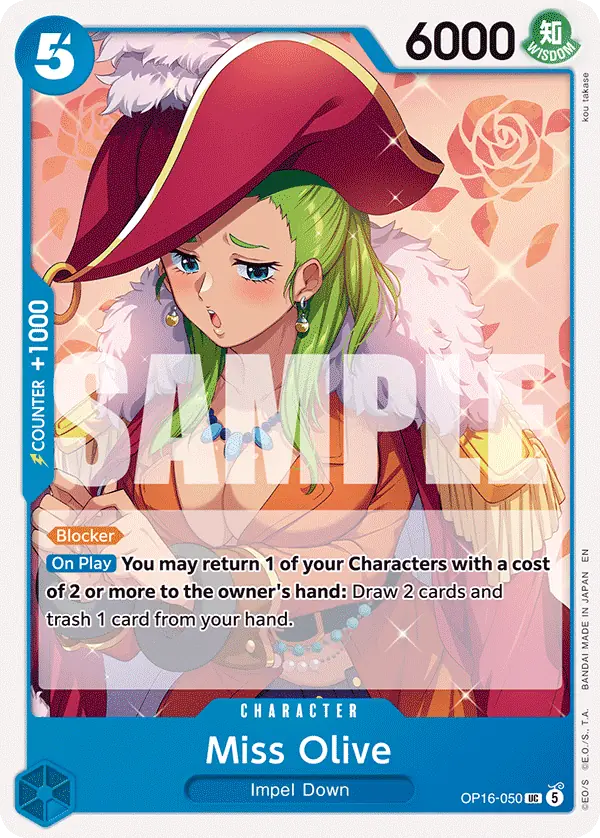 5
6000
知
WISDOM
kou takase
COUNTER +1000
SAMPLE
Blocker
On Play You may return 1 of your Characters with a cost
of 2 or more to the owner's hand: Draw 2 cards and
trash 1 card from your hand.
©EO/S ©E.O./S., T.A. BANDAI MADE IN JAPAN EN
CHARACTER
Miss Olive
Impel Down
OP16-050 UC 5